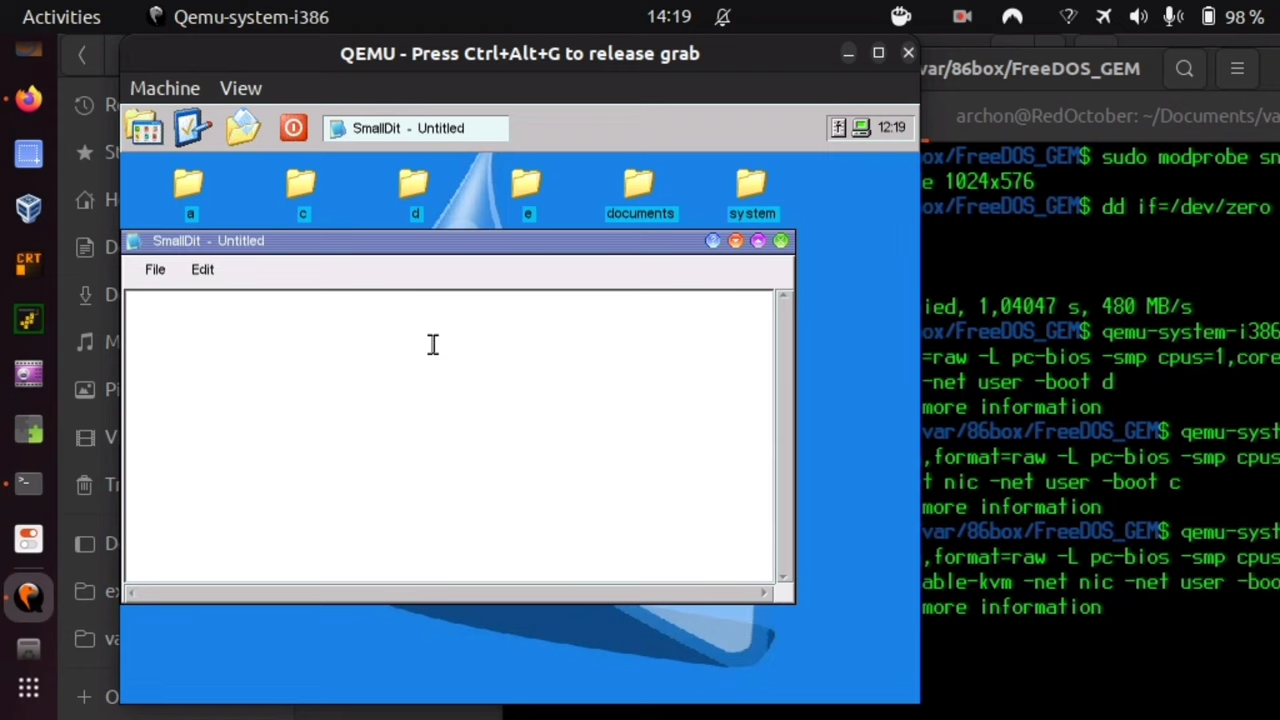 Activities
Qemu-system-i386
14:19
98 %
QEMU - Press Ctrl+Alt+G to release grab
var/86box/FreeDOS_GEM
Machine
View
archon@RedOctober: ~/Documents/va
SmallDit - Untitled
12:19
a
c
d
e
documents
system
SmallDit - Untitled
File
Edit
CRT
ox/FreeDOS_GEM$ sudo modprobe sn
e 1024x576
ox/FreeDOS_GEM$ dd if=/dev/zero
ied, 1,04047 s, 480 MB/s
ox/FreeDOS_GEM$ qemu-system-i386
=raw -L pc-bios -smp cpus=1,core
-net user -boot d
more information
var/86box/FreeDOS_GEM$ qemu-syst
,format=raw -L pc-bios -smp cpus
t nic -net user -boot c
more information
var/86box/FreeDOS_GEM$ qemu-syst
,format=raw -L pc-bios -smp cpus
able-kvm -net nic -net user -boo
more information